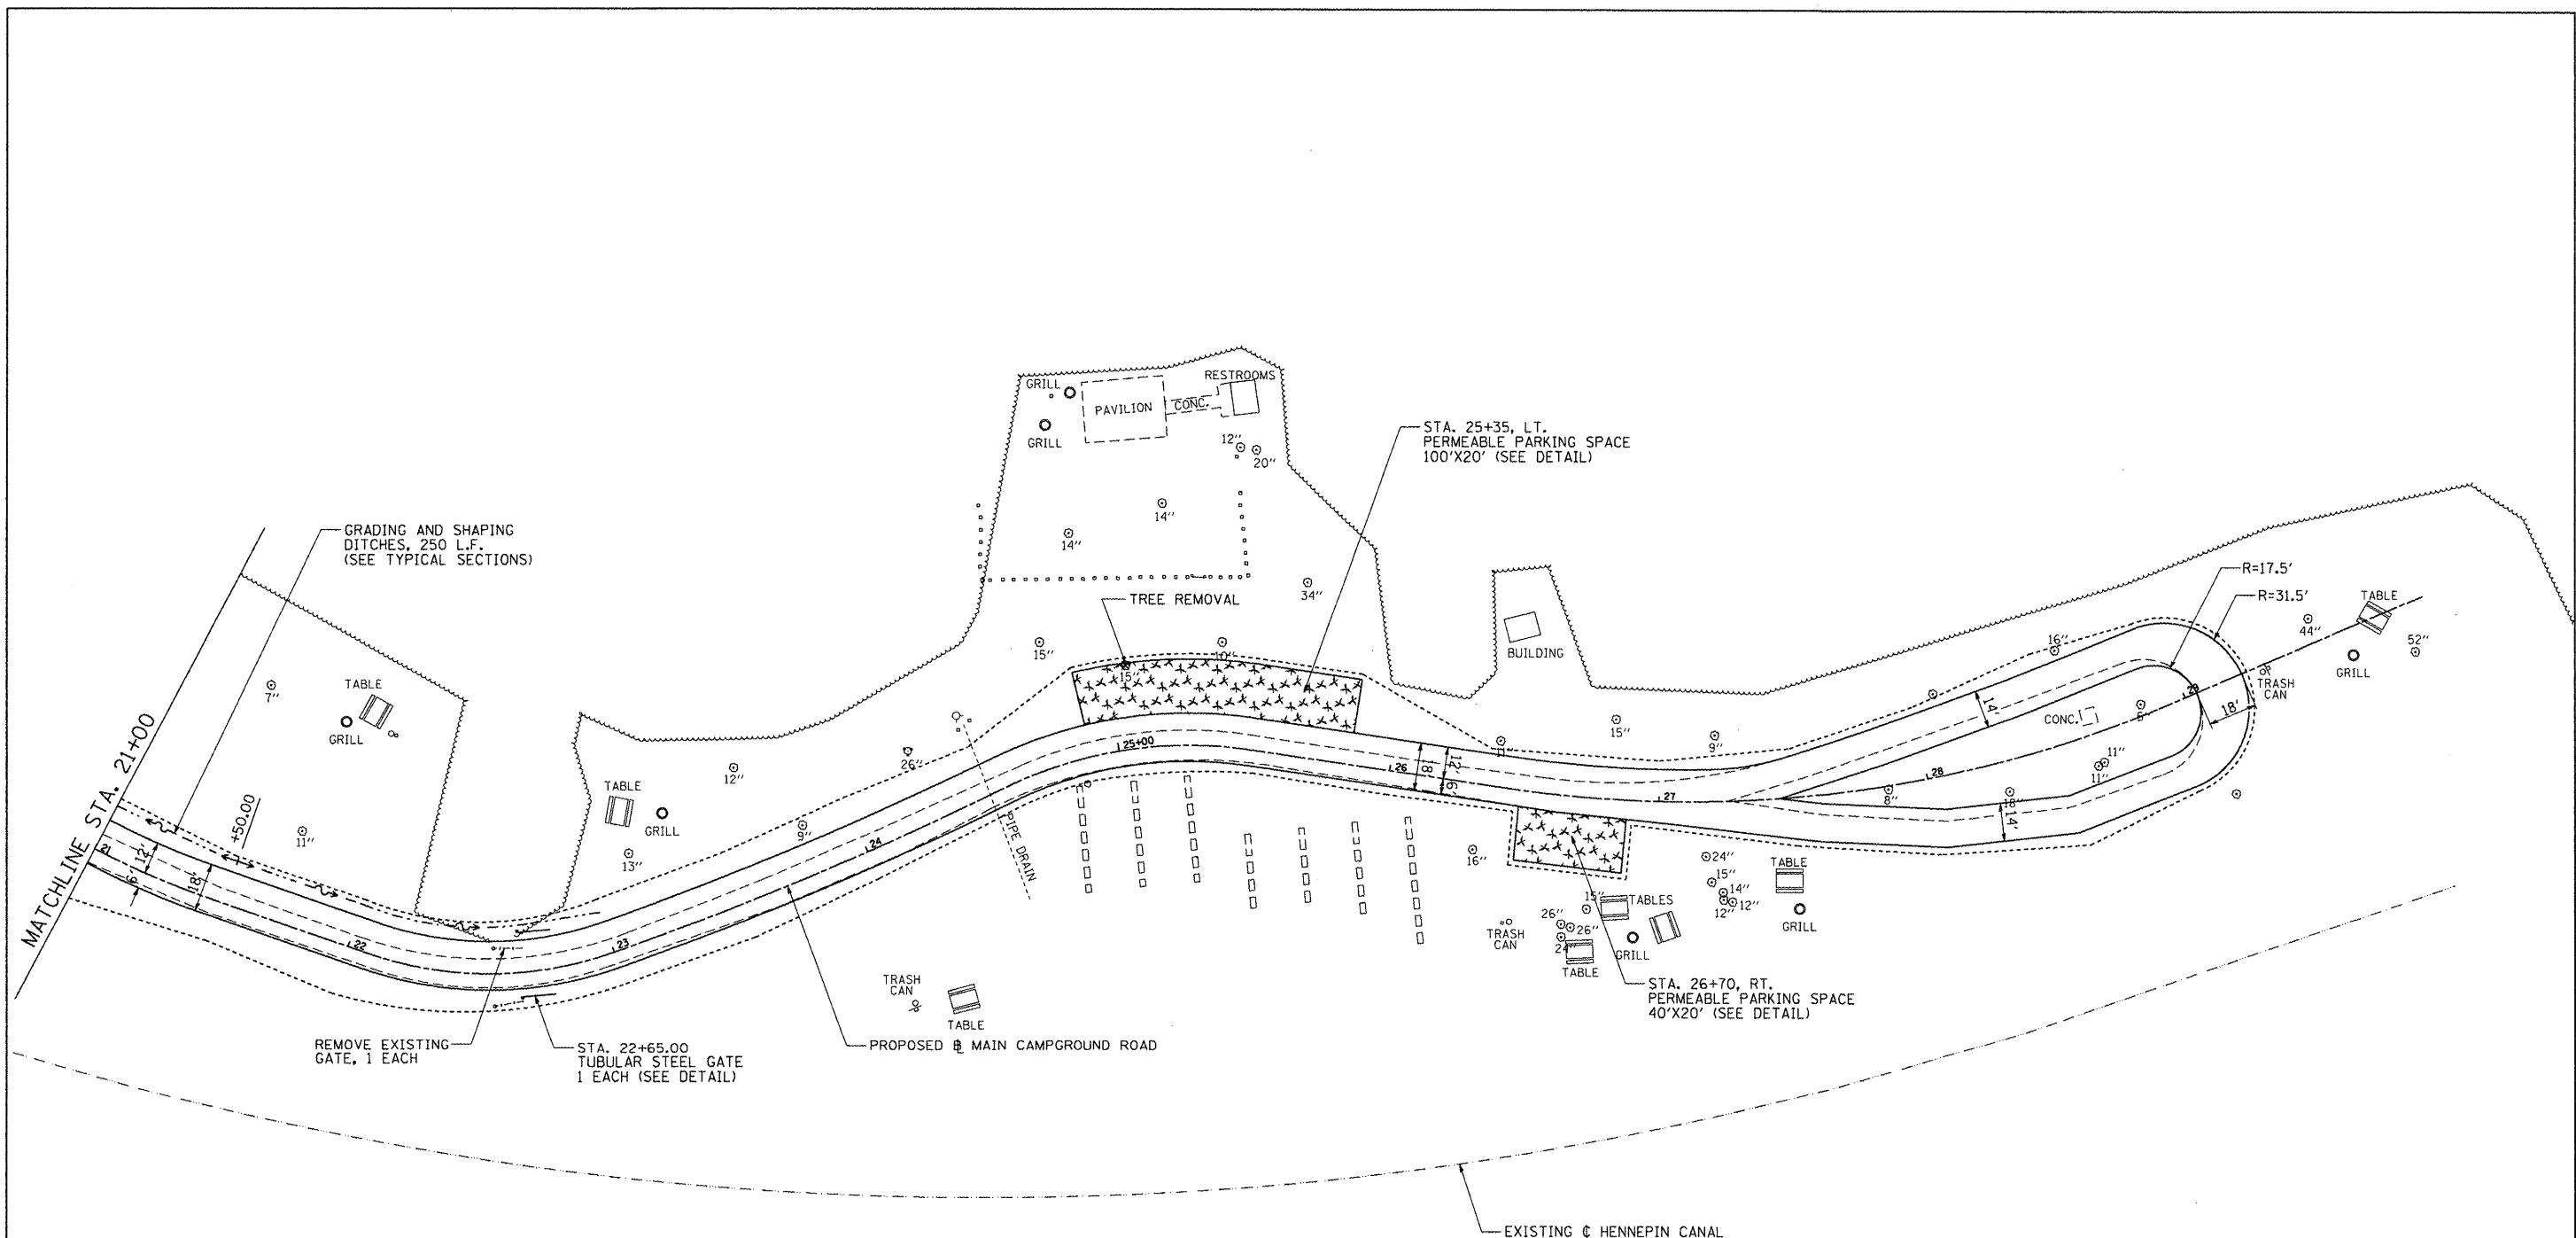 GRILL
RESTROOMS
PAVILION
CONC.
GRILL
12"
20"
STA. 25+35, LT.
PERMEABLE PARKING SPACE
100'X20' (SEE DETAIL)
14"
14"
GRADING AND SHAPING
DITCHES, 250 L.F.
(SEE TYPICAL SECTIONS)
34"
TREE REMOVAL
R=17.5'
R=31.5'
TABLE
44"
52"
GRILL
TRASH
CAN
BUILDING
16"
15"
10"
15"
7"
TABLE
GRILL
MATCHLINE STA. 21+00
+50.00
11"
21
12'
6'
18'
22
TABLE
GRILL
13"
12"
9"
26"
23
24
PIPE DRAIN
25+00
26
18'
12'
6'
15"
9"
27
28
29
14'
CONC.
18'
11"
11"
8"
18"
14'
16"
24"
15"
14"
12"
12"
TABLE
GRILL
15"
TABLES
26"
26"
24"
GRILL
TABLE
TRASH
CAN
STA. 26+70, RT.
PERMEABLE PARKING SPACE
40'X20' (SEE DETAIL)
TRASH
CAN
TABLE
REMOVE EXISTING
GATE, 1 EACH
STA. 22+65.00
TUBULAR STEEL GATE
1 EACH (SEE DETAIL)
PROPOSED ℄ MAIN CAMPGROUND ROAD
EXISTING ℄ HENNEPIN CANAL